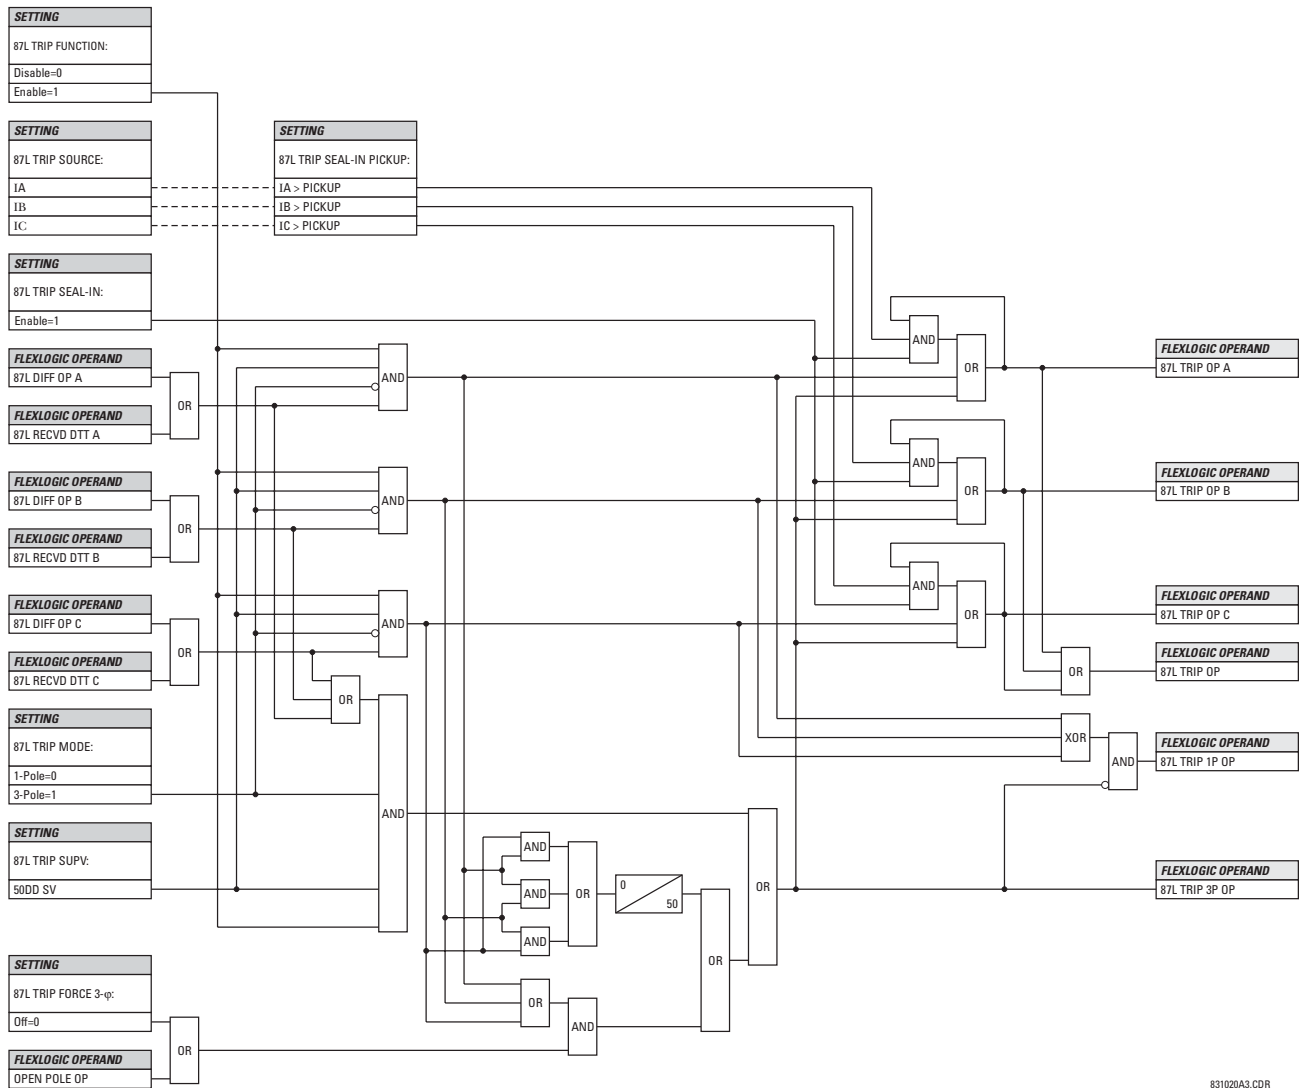 SETTING
87L TRIP FUNCTION:
Disable=0
Enable=1
SETTING
87L TRIP SOURCE:
IA
IB
IC
SETTING
87L TRIP SEAL-IN PICKUP:
IA > PICKUP
IB > PICKUP
IC > PICKUP
SETTING
87L TRIP SEAL-IN:
Enable=1
FLEXLOGIC OPERAND
87L DIFF OP A
FLEXLOGIC OPERAND
87L RECVD DTT A
OR
AND
FLEXLOGIC OPERAND
87L DIFF OP B
FLEXLOGIC OPERAND
87L RECVD DTT B
OR
AND
FLEXLOGIC OPERAND
87L DIFF OP C
FLEXLOGIC OPERAND
87L RECVD DTT C
OR
AND
OR
SETTING
87L TRIP MODE:
1-Pole=0
3-Pole=1
AND
SETTING
87L TRIP SUPV:
50DD SV
SETTING
87L TRIP FORCE 3-φ:
Off=0
FLEXLOGIC OPERAND
OPEN POLE OP
OR
AND
AND
AND
OR
0
50
OR
AND
OR
OR
AND
OR
FLEXLOGIC OPERAND
87L TRIP OP A
AND
OR
FLEXLOGIC OPERAND
87L TRIP OP B
AND
OR
FLEXLOGIC OPERAND
87L TRIP OP C
OR
FLEXLOGIC OPERAND
87L TRIP OP
XOR
AND
FLEXLOGIC OPERAND
87L TRIP 1P OP
FLEXLOGIC OPERAND
87L TRIP 3P OP
831020A3.CDR